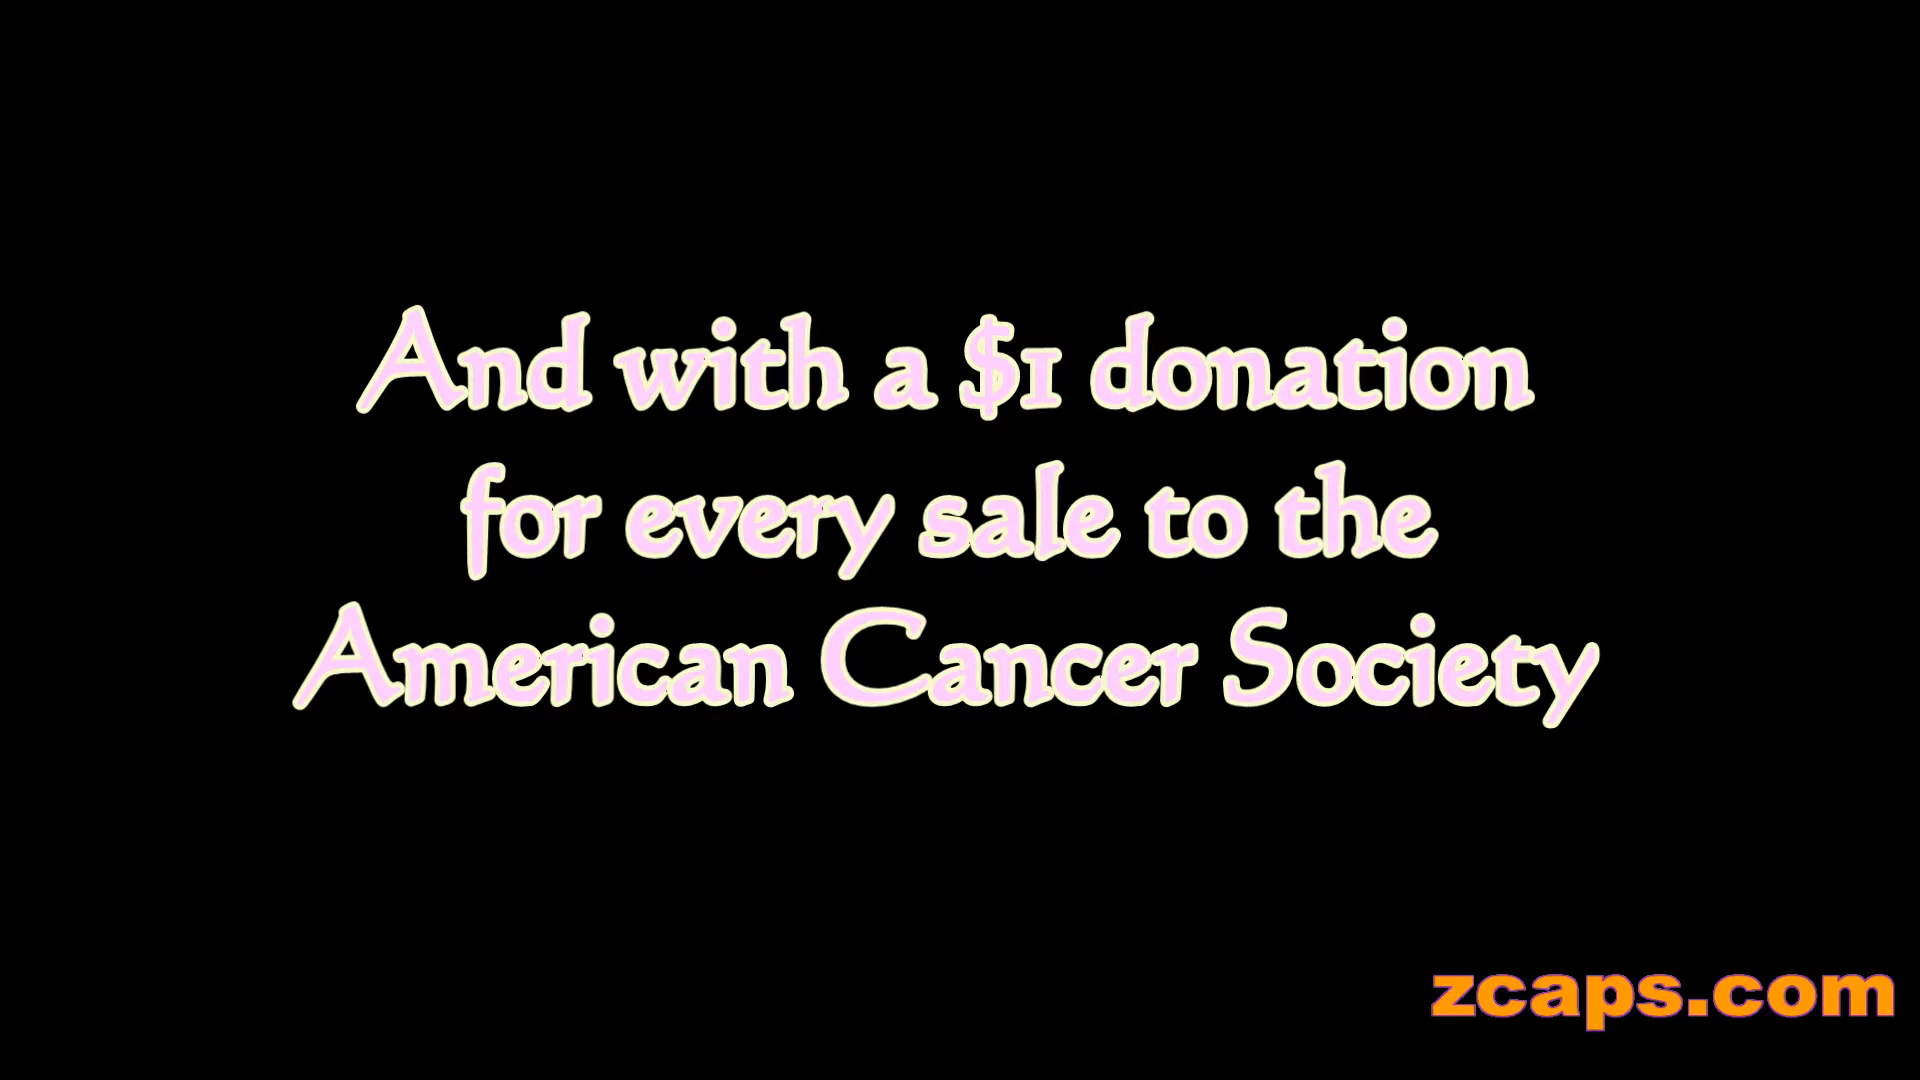 And with a $1 donation
for every sale to the
American Cancer Society
zcaps.com